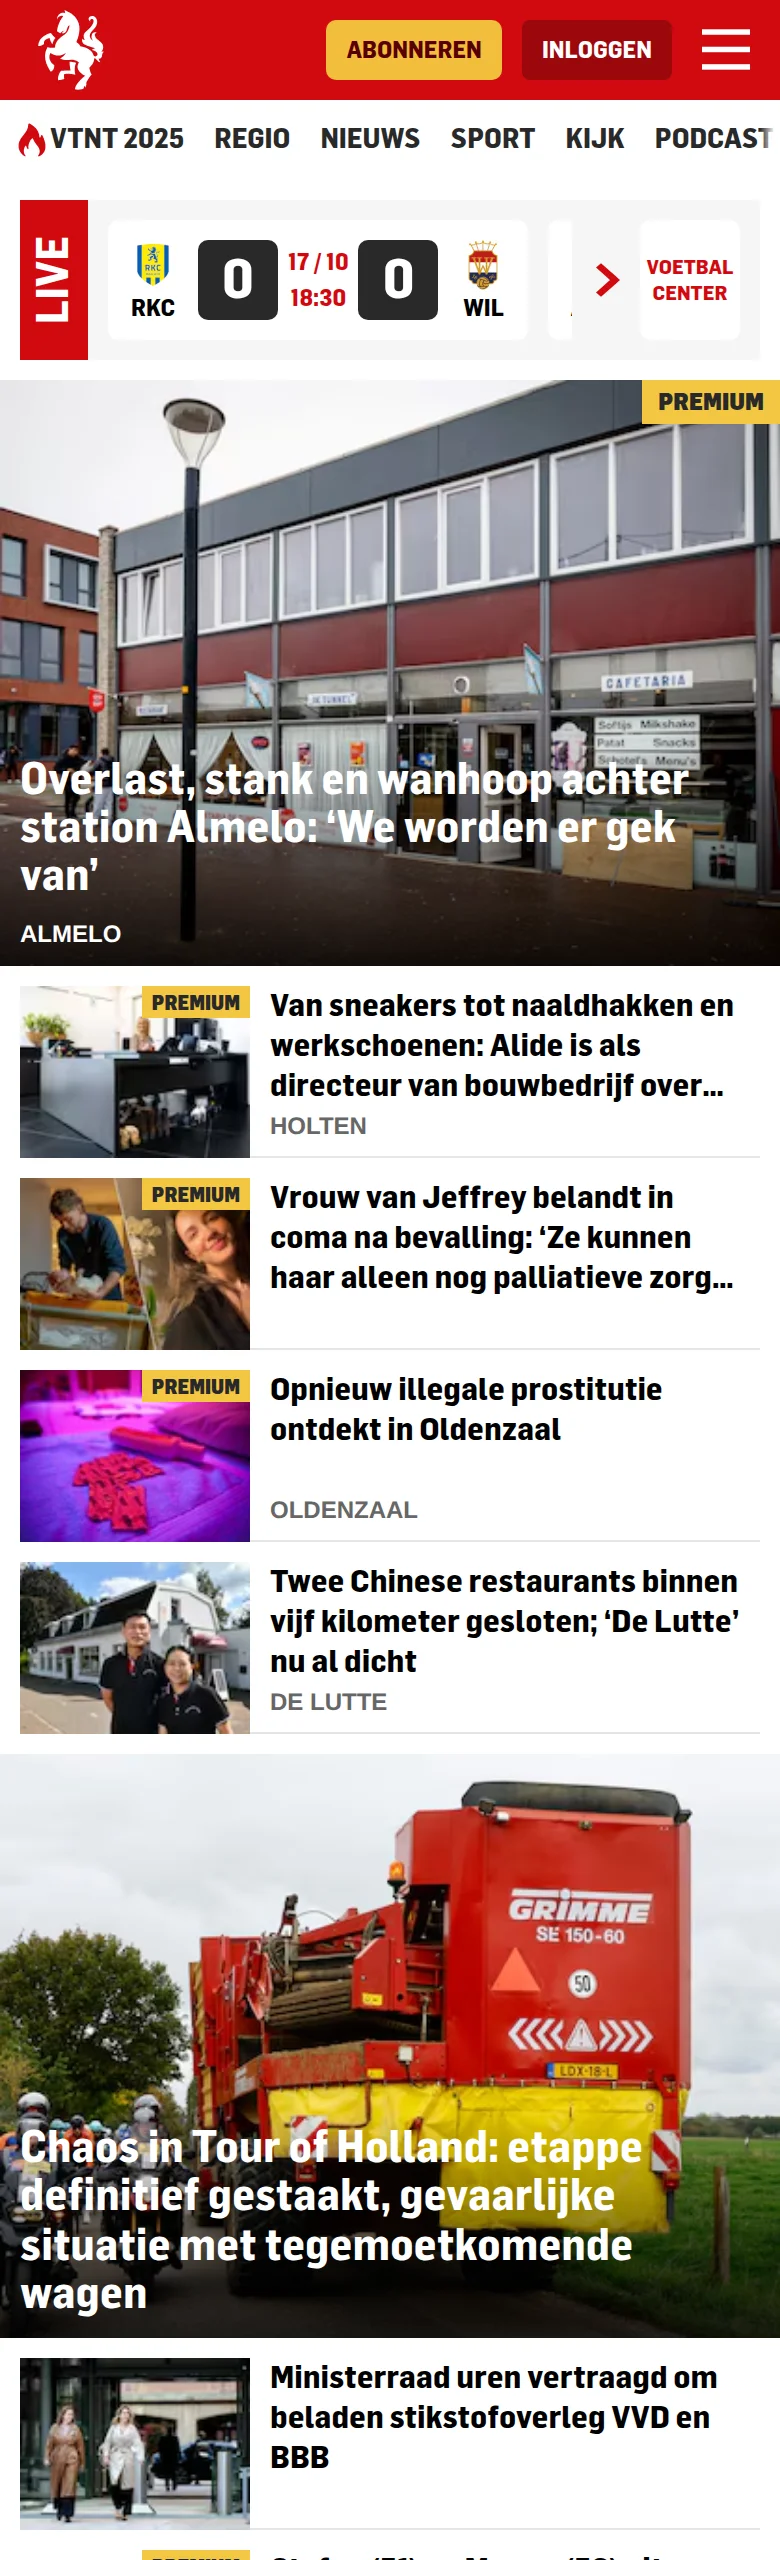 ABONNEREN
INLOGGEN
VTNT 2025 REGIO NIEUWS SPORT KIJK PODCAST
LIVE
RKC
0
17 / 10
18:30
0
WIL
VOETBAL
CENTER
PREMIUM
CAFETARIA
Softijs Milkshake
Patat Snacks
Schotels Menu's
Overlast, stank en wanhoop achter
station Almelo: ‘We worden er gek
van’
ALMELO
PREMIUM
Van sneakers tot naaldhakken en
werkschoenen: Alide is als
directeur van bouwbedrijf over...
HOLTEN
PREMIUM
Vrouw van Jeffrey belandt in
coma na bevalling: ‘Ze kunnen
haar alleen nog palliatieve zorg...
PREMIUM
Opnieuw illegale prostitutie
ontdekt in Oldenzaal
OLDENZAAL
Twee Chinese restaurants binnen
vijf kilometer gesloten; ‘De Lutte’
nu al dicht
DE LUTTE
GRIMME
SE 150-60
50
LDX-18-L
Chaos in Tour of Holland: etappe
definitief gestaakt, gevaarlijke
situatie met tegemoetkomende
wagen
Ministerraad uren vertraagd om
beladen stikstofoverleg VVD en
BBB